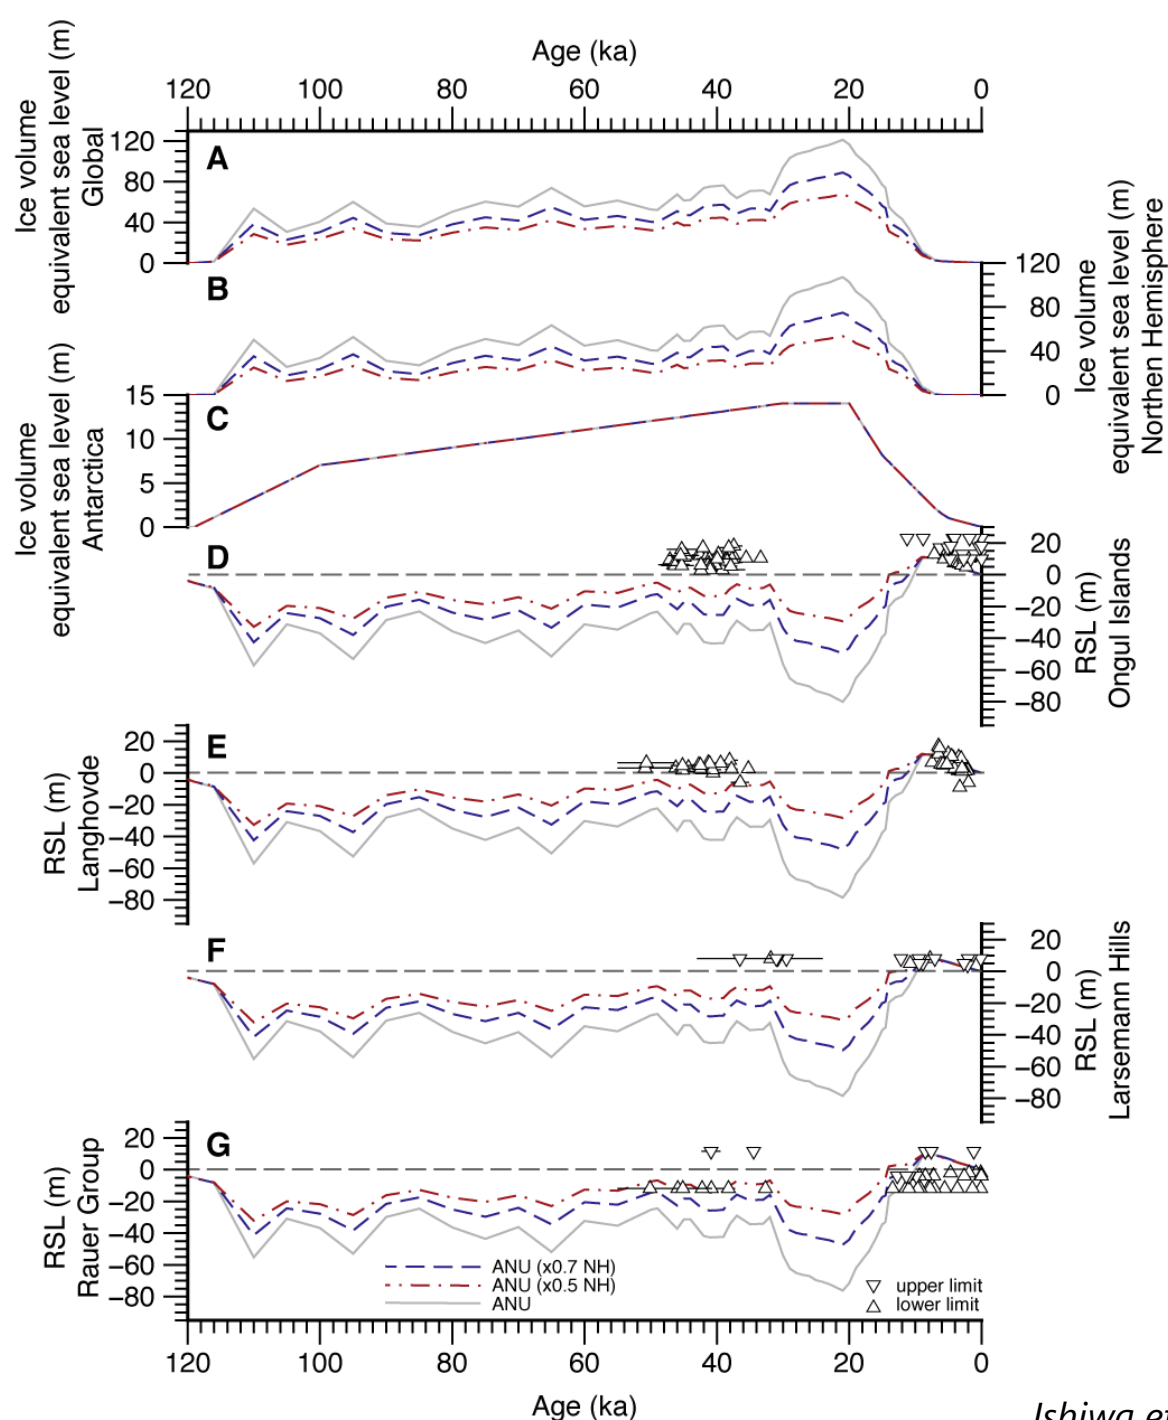 Age (ka)
120 100 80 60 40 20 0
Ice volume
equivalent sea level (m)
Global
120
80
40
0
A
B
Ice volume
equivalent sea level (m)
Northen Hemisphere
120
80
40
0
Ice volume
equivalent sea level (m)
Antarctica
15
10
5
0
C
D
20
0
−20
−40
−60
−80
RSL (m)
Ongul Islands
RSL (m)
Langhovde
20
0
−20
−40
−60
−80
E
F
20
0
−20
−40
−60
−80
RSL (m)
Larsemann Hills
RSL (m)
Rauer Group
20
0
−20
−40
−60
−80
G
ANU (x0.7 NH)
ANU (x0.5 NH)
ANU
upper limit
lower limit
120 100 80 60 40 20 0
Age (ka)